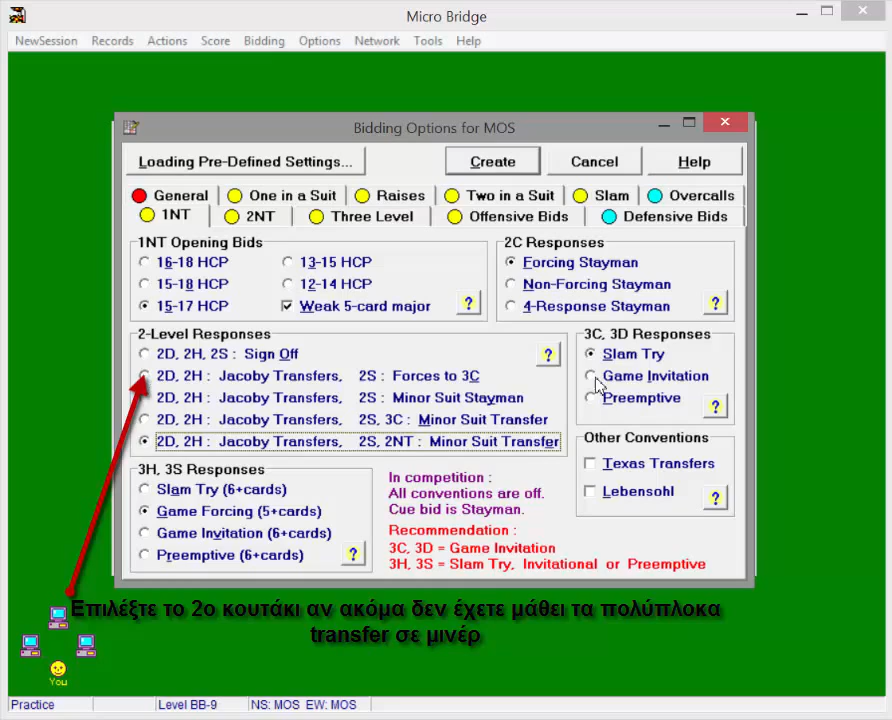 Micro Bridge
NewSession Records Actions Score Bidding Options Network Tools Help
Bidding Options for MOS
Loading Pre-Defined Settings... Create Cancel Help
General One in a Suit Raises Two in a Suit Slam Overcalls
1NT 2NT Three Level Offensive Bids Defensive Bids
1NT Opening Bids
16-18 HCP 13-15 HCP
15-18 HCP 12-14 HCP
15-17 HCP Weak 5-card major ?
2C Responses
Forcing Stayman
Non-Forcing Stayman
4-Response Stayman ?
2-Level Responses
2D, 2H, 2S : Sign Off ?
2D, 2H : Jacoby Transfers, 2S : Forces to 3C
2D, 2H : Jacoby Transfers, 2S : Minor Suit Stayman
2D, 2H : Jacoby Transfers, 2S, 3C : Minor Suit Transfer
2D, 2H : Jacoby Transfers, 2S, 2NT : Minor Suit Transfer
3C, 3D Responses
Slam Try
Game Invitation
Preemptive ?
3H, 3S Responses
Slam Try (6+cards)
Game Forcing (5+cards)
Game Invitation (6+cards)
Preemptive (6+cards) ?
In competition :
All conventions are off.
Cue bid is Stayman.
Recommendation :
3C, 3D = Game Invitation
3H, 3S = Slam Try, Invitational or Preemptive
Other Conventions
Texas Transfers
Lebensohl ?
Επιλέξτε το 2ο κουτάκι αν ακόμα δεν έχετε μάθει τα πολύπλοκα
transfer σε μινέρ
You
Practice Level BB-9 NS: MOS EW: MOS